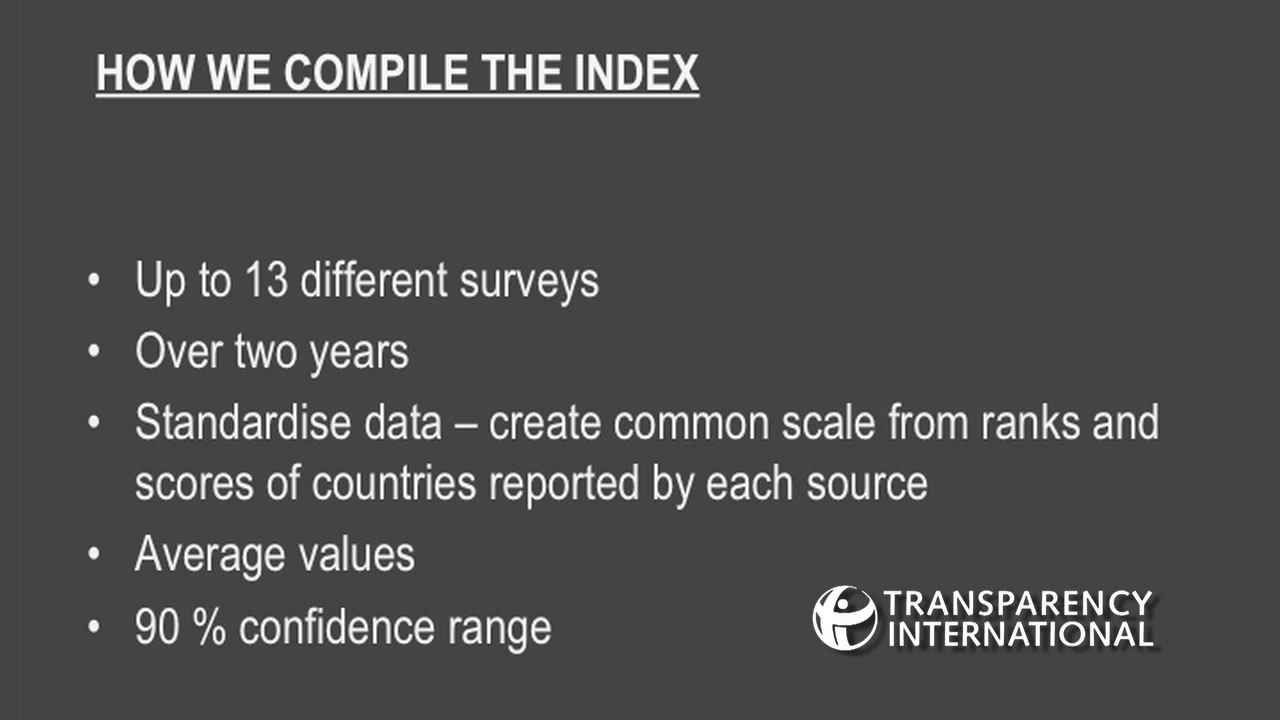 HOW WE COMPILE THE INDEX
• Up to 13 different surveys
• Over two years
• Standardise data – create common scale from ranks and
scores of countries reported by each source
• Average values
• 90 % confidence range
TRANSPARENCY
INTERNATIONAL